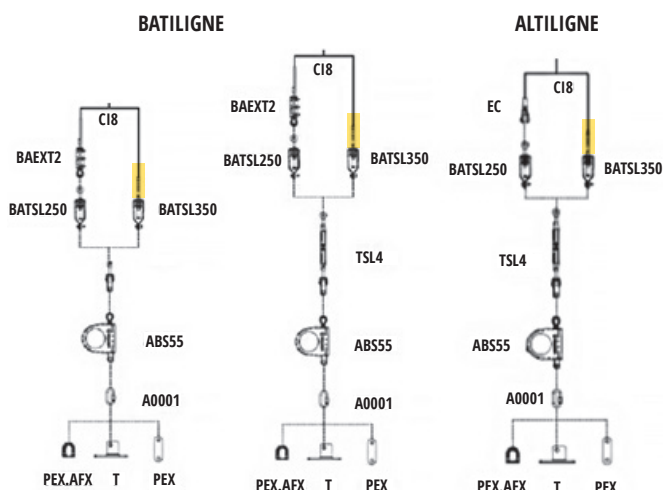 BATILIGNE
ALTILIGNE
CI8
BAEXT2
BATSL250
BATSL350
ABS55
A0001
PEX.AFX T PEX
CI8
BAEXT2
BATSL250
BATSL350
TSL4
ABS55
A0001
PEX.AFX T PEX
CI8
EC
BATSL250
BATSL350
TSL4
ABS55
A0001
PEX.AFX T PEX